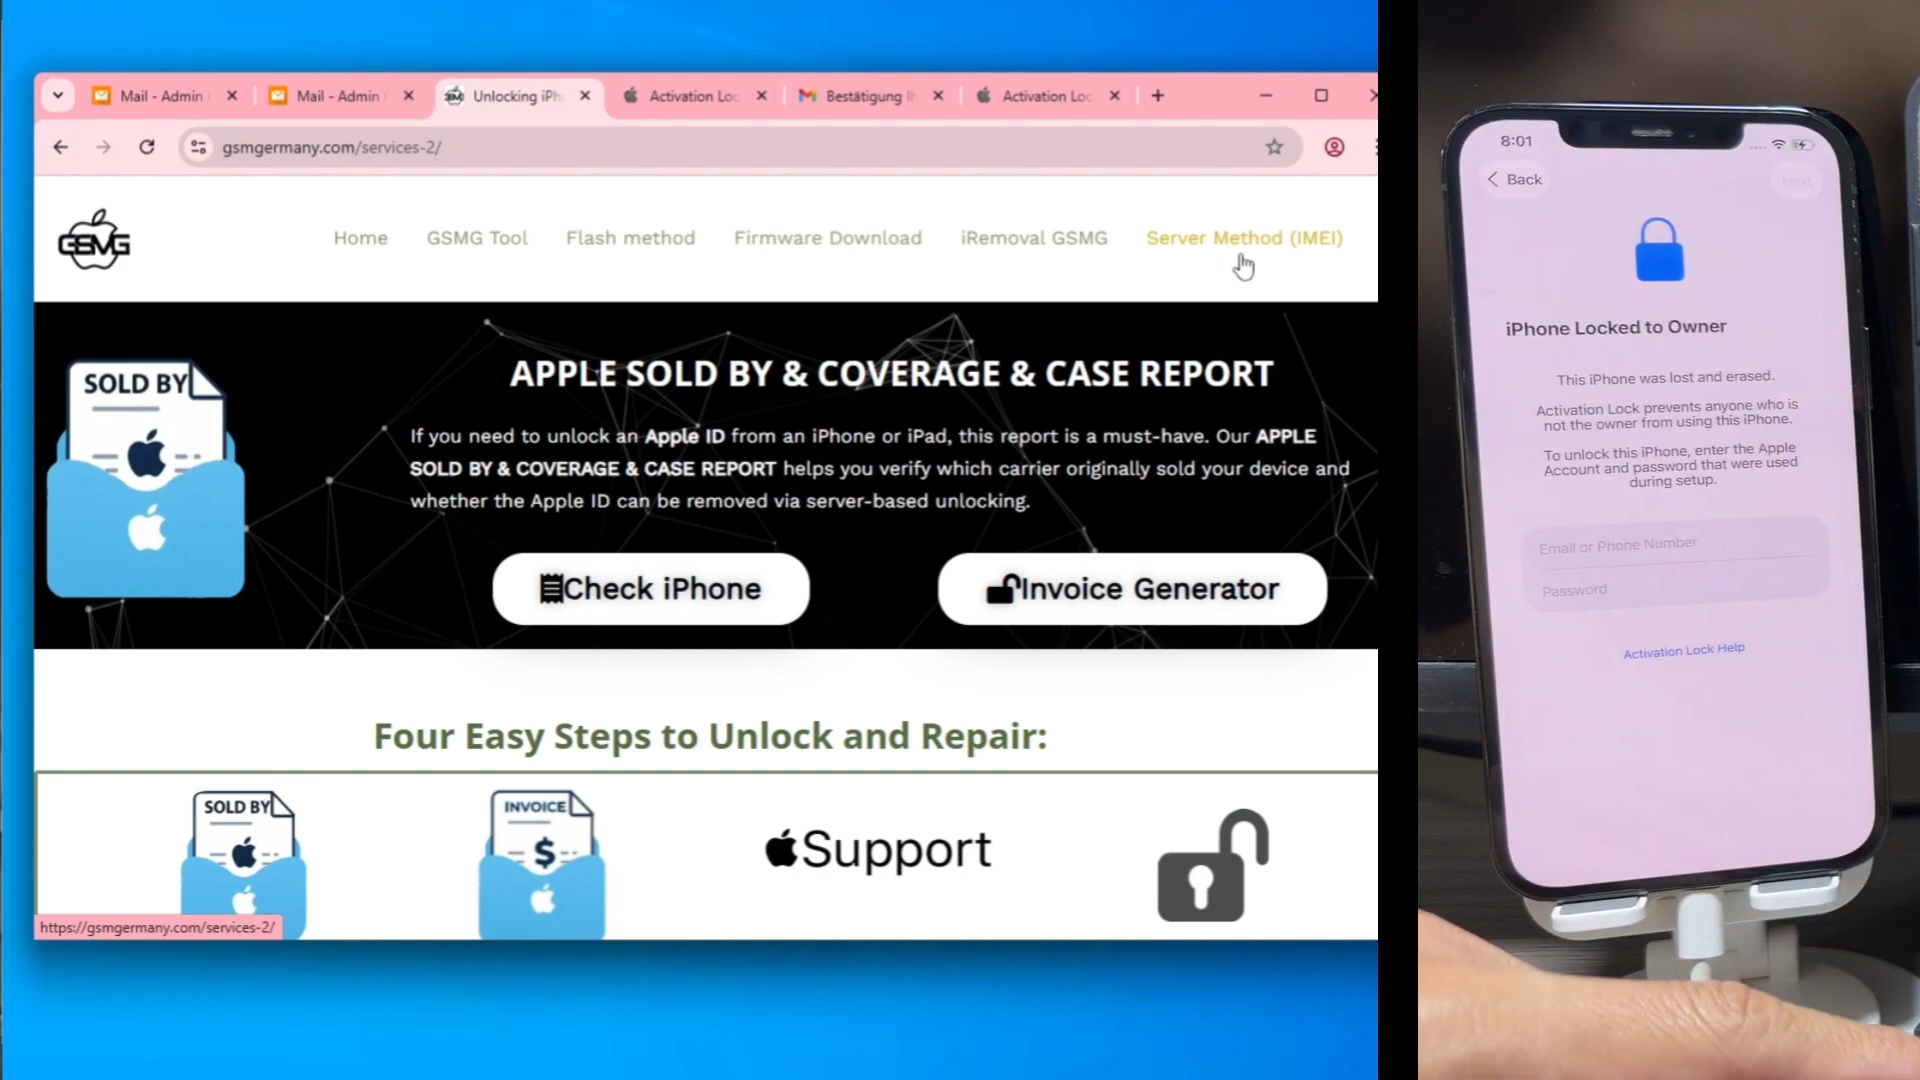 Mail - Admin
Mail - Admin
Unlocking iPh
Activation Loc
Bestätigung Ih
Activation Loc
gsmgermany.com/services-2/
GSMG
Home
GSMG Tool
Flash method
Firmware Download
iRemoval GSMG
Server Method (IMEI)
SOLD BY
APPLE SOLD BY & COVERAGE & CASE REPORT
If you need to unlock an Apple ID from an iPhone or iPad, this report is a must-have. Our APPLE
SOLD BY & COVERAGE & CASE REPORT helps you verify which carrier originally sold your device and
whether the Apple ID can be removed via server-based unlocking.
Check iPhone
Invoice Generator
Four Easy Steps to Unlock and Repair:
SOLD BY
INVOICE
$
Support
https://gsmgermany.com/services-2/
8:01
Back
Next
iPhone Locked to Owner
This iPhone was lost and erased.
Activation Lock prevents anyone who is
not the owner from using this iPhone.
To unlock this iPhone, enter the Apple
Account and password that were used
during setup.
Email or Phone Number
Password
Activation Lock Help